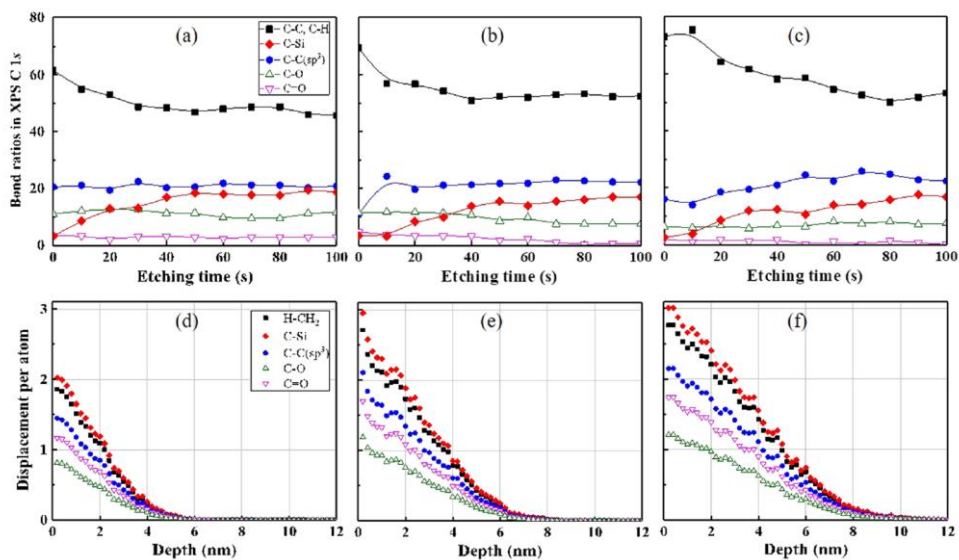 (a)
(b)
(c)
C-C, C-H
C-Si
C-C(sp³)
C-O
C=O
Bond ratios in XPS C 1s
80
60
40
20
0
0 20 40 60 80 100
0 20 40 60 80 100
0 20 40 60 80 100
Etching time (s)
Etching time (s)
Etching time (s)
(d)
(e)
(f)
H-CH₂
C-Si
C-C(sp³)
C-O
C=O
Displacement per atom
3
2
1
0
0 2 4 6 8 10 12
0 2 4 6 8 10 12
0 2 4 6 8 10 12
Depth (nm)
Depth (nm)
Depth (nm)